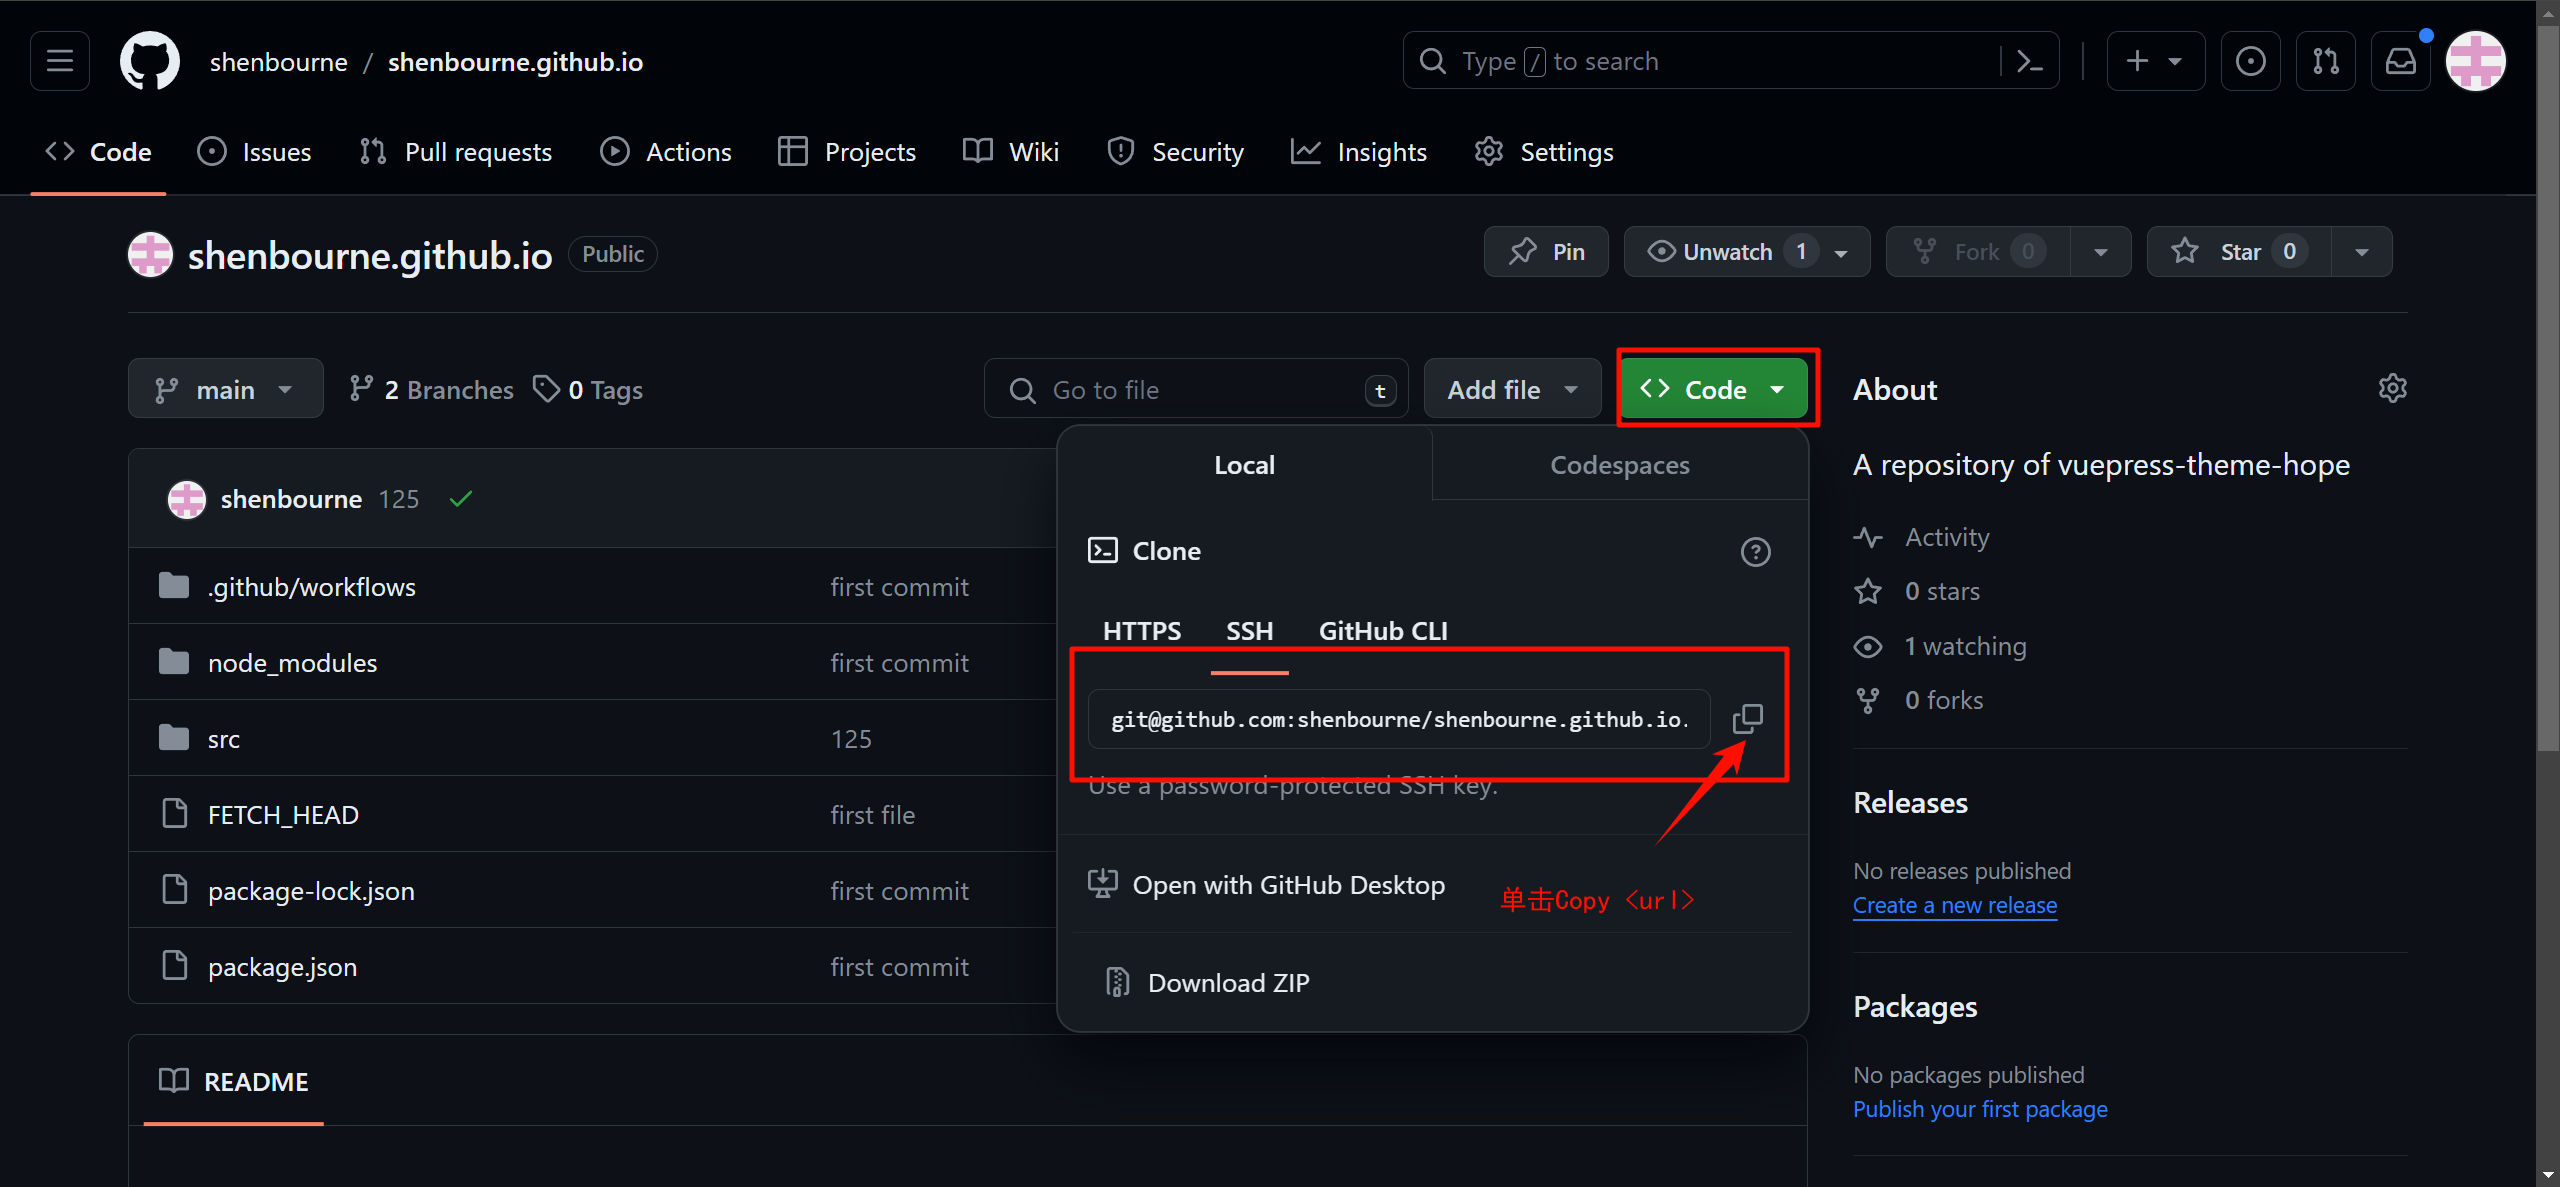 shenbourne / shenbourne.github.io
Type / to search
Code Issues Pull requests Actions Projects Wiki Security Insights Settings
shenbourne.github.io Public
Pin Unwatch 1 Fork 0 Star 0
main 2 Branches 0 Tags
Go to file t Add file Code
About
A repository of vuepress-theme-hope
Activity
0 stars
1 watching
0 forks
Releases
No releases published
Create a new release
Packages
No packages published
Publish your first package
Local Codespaces
Clone
HTTPS SSH GitHub CLI
git@github.com:shenbourne/shenbourne.github.io.
Use a password-protected SSH key.
Open with GitHub Desktop
单击Copy <url>
Download ZIP
shenbourne 125
.github/workflows first commit
node_modules first commit
src 125
FETCH_HEAD first file
package-lock.json first commit
package.json first commit
README